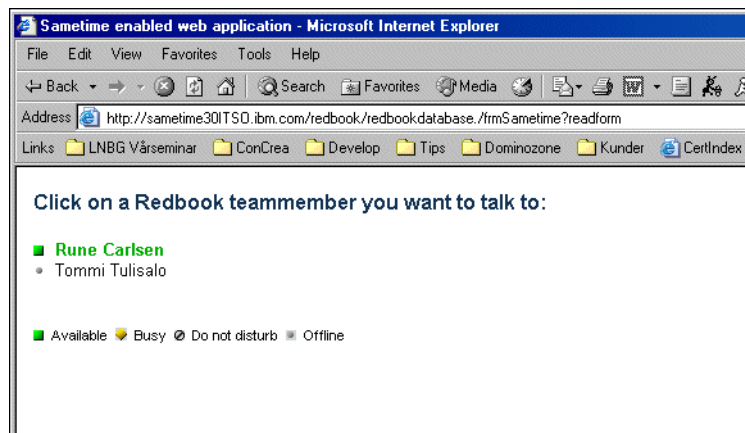 Sametime enabled web application - Microsoft Internet Explorer
File Edit View Favorites Tools Help
Back Search Favorites Media
Address http://sametime30ITSO.ibm.com/redbook/redbookdatabase./frmSametime?readform
Links LNBG Vårseminar ConCrea Develop Tips Dominozone Kunder CertIndex
Click on a Redbook teammember you want to talk to:
Rune Carlsen
Tommi Tulisalo
Available Busy Do not disturb Offline